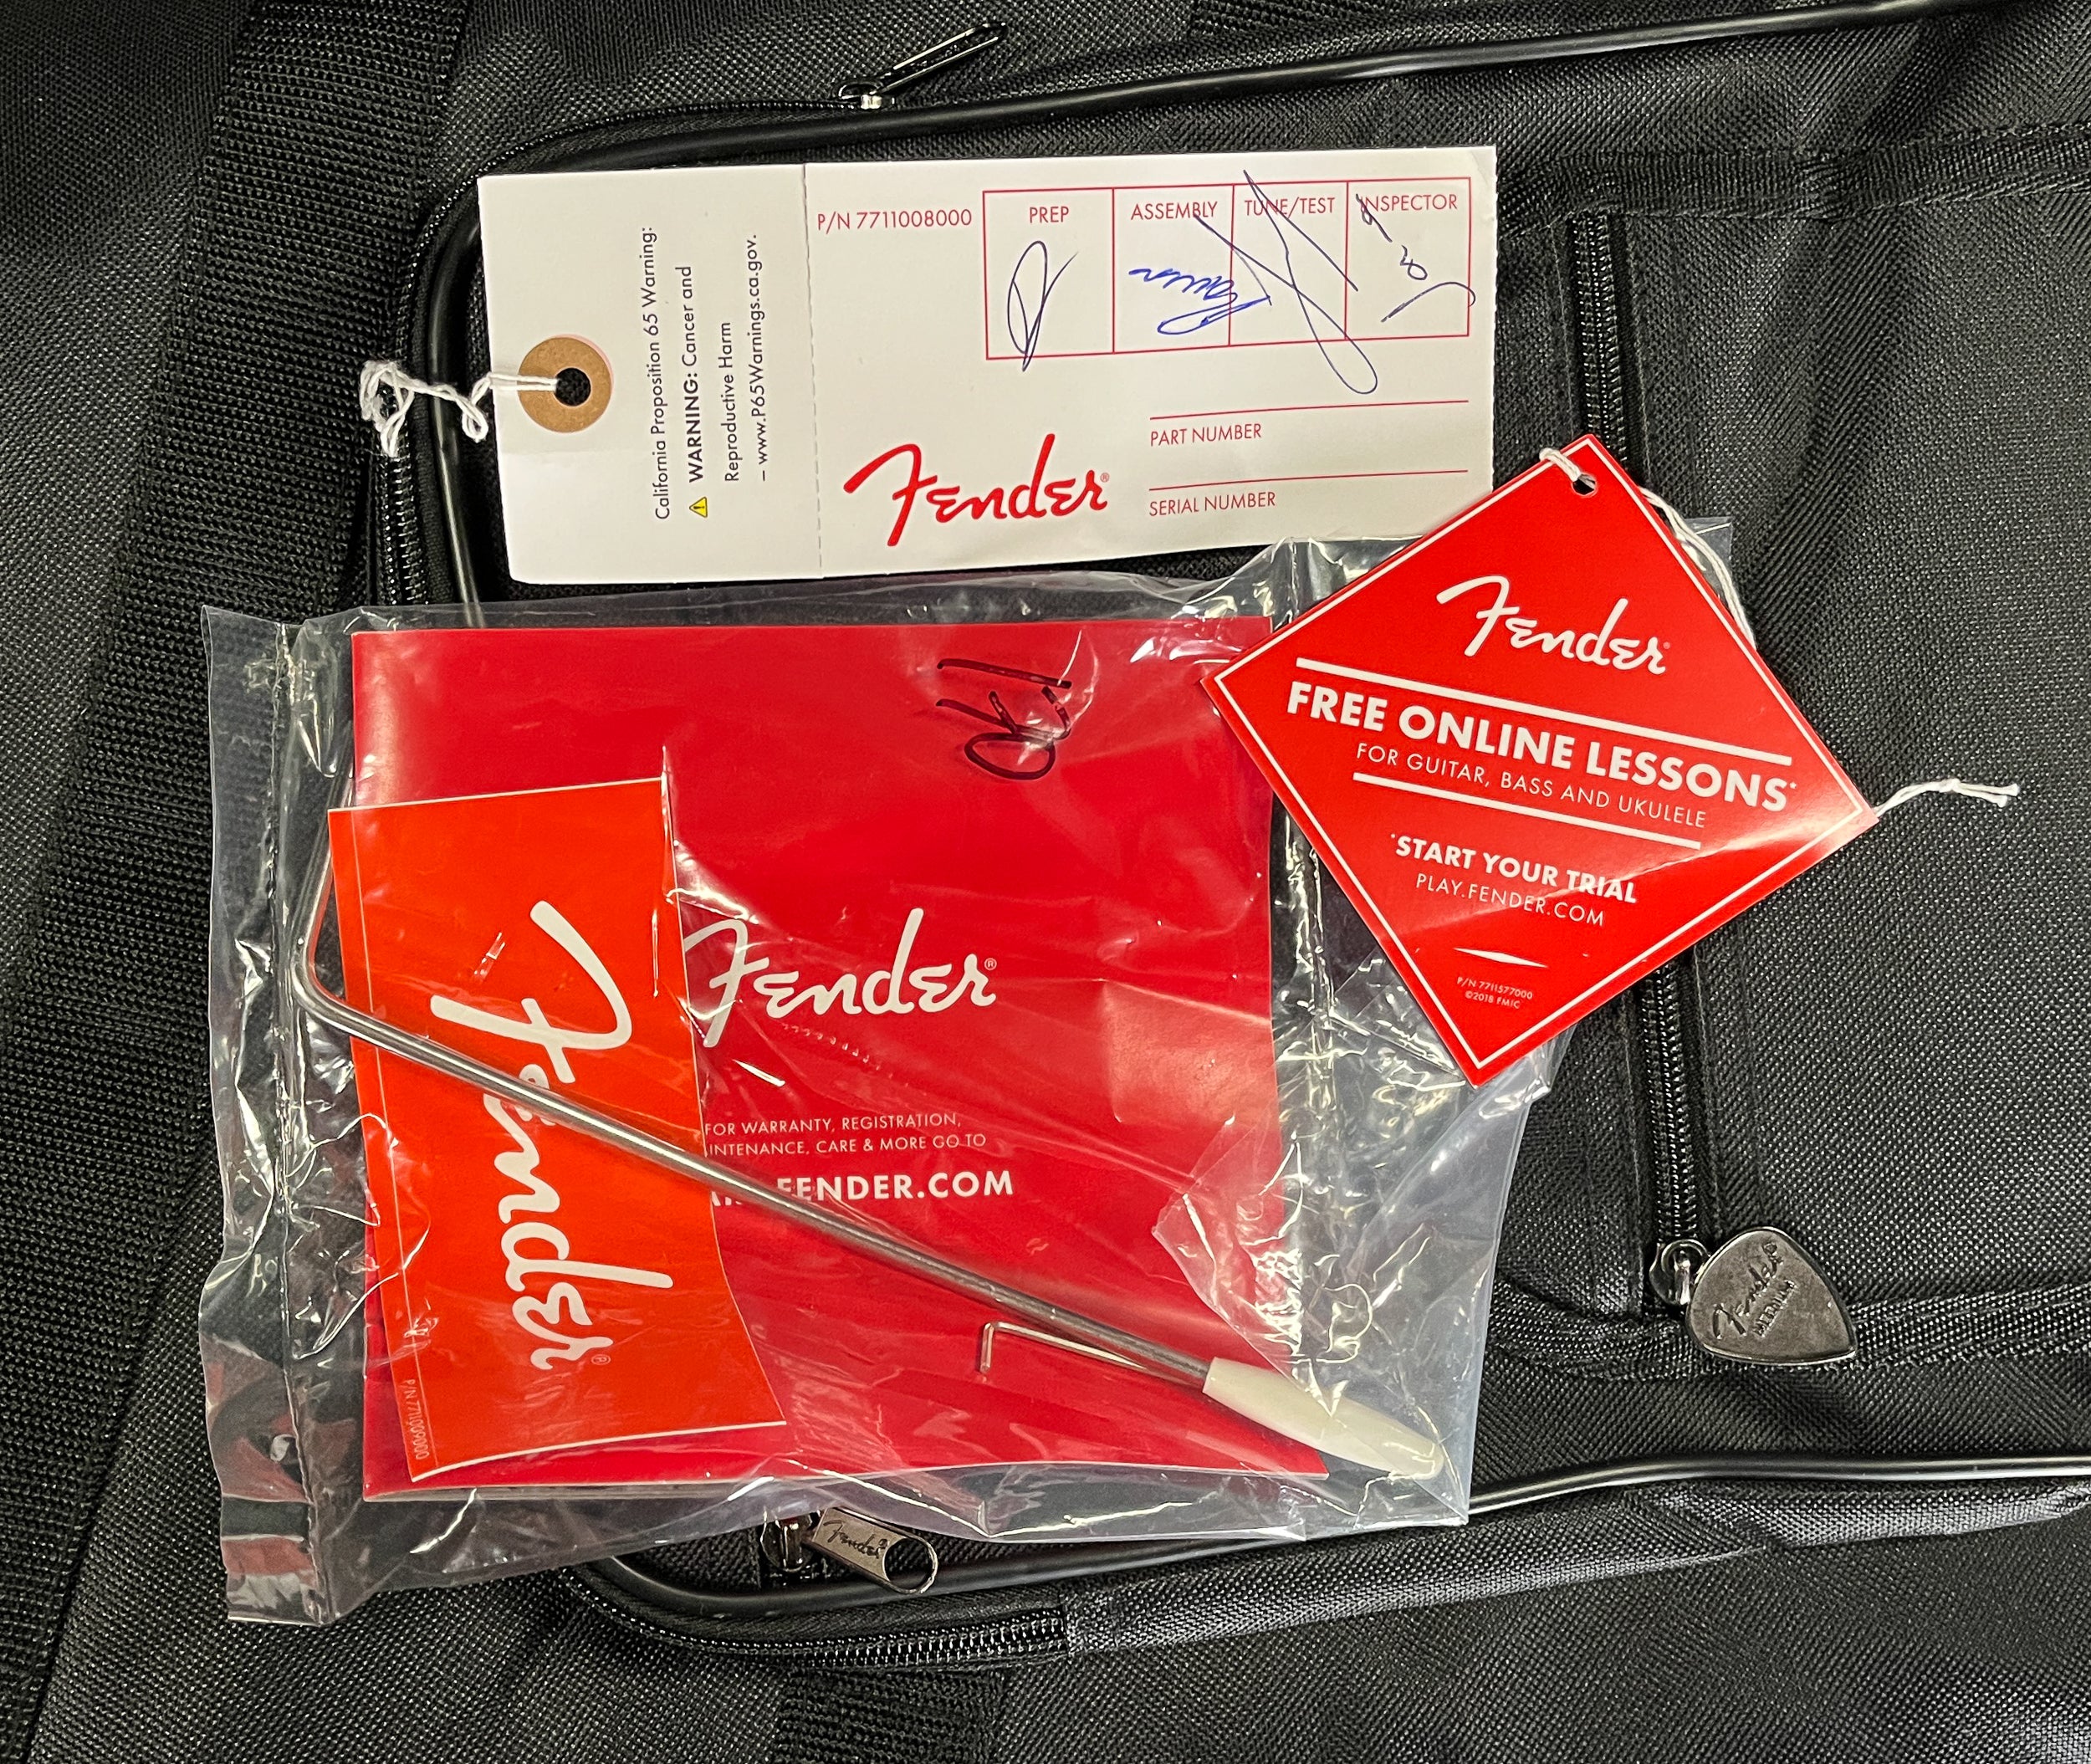 California Proposition 65 Warning:
WARNING: Cancer and
Reproductive Harm
– www.P65Warnings.ca.gov.
P/N 7711008000
PREP
ASSEMBLY
TUNE/TEST
INSPECTOR
Fender®
PART NUMBER
SERIAL NUMBER
Fender®
FREE ONLINE LESSONS*
FOR GUITAR, BASS AND UKULELE
*START YOUR TRIAL
PLAY.FENDER.COM
P/N 7711577000
©2018 FMIC
Fender®
FOR WARRANTY, REGISTRATION,
INTENANCE, CARE & MORE GO TO
FENDER.COM
Fender®
P/N 7711009000
Fender
MEDIUM
Fender®